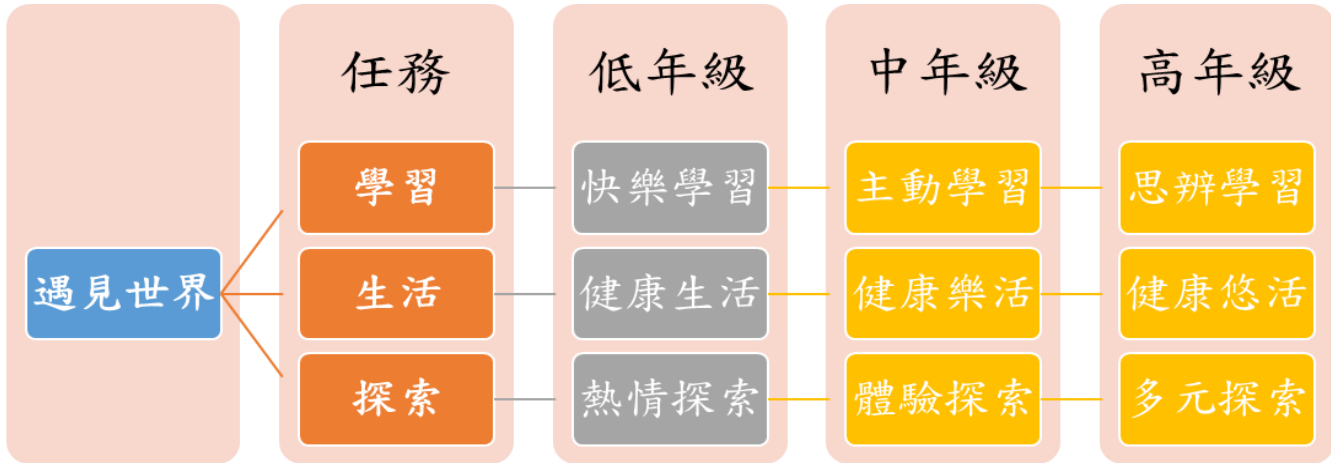 任務
低年級
中年級
高年級
遇見世界
學習
快樂學習
主動學習
思辨學習
生活
健康生活
健康樂活
健康悠活
探索
熱情探索
體驗探索
多元探索